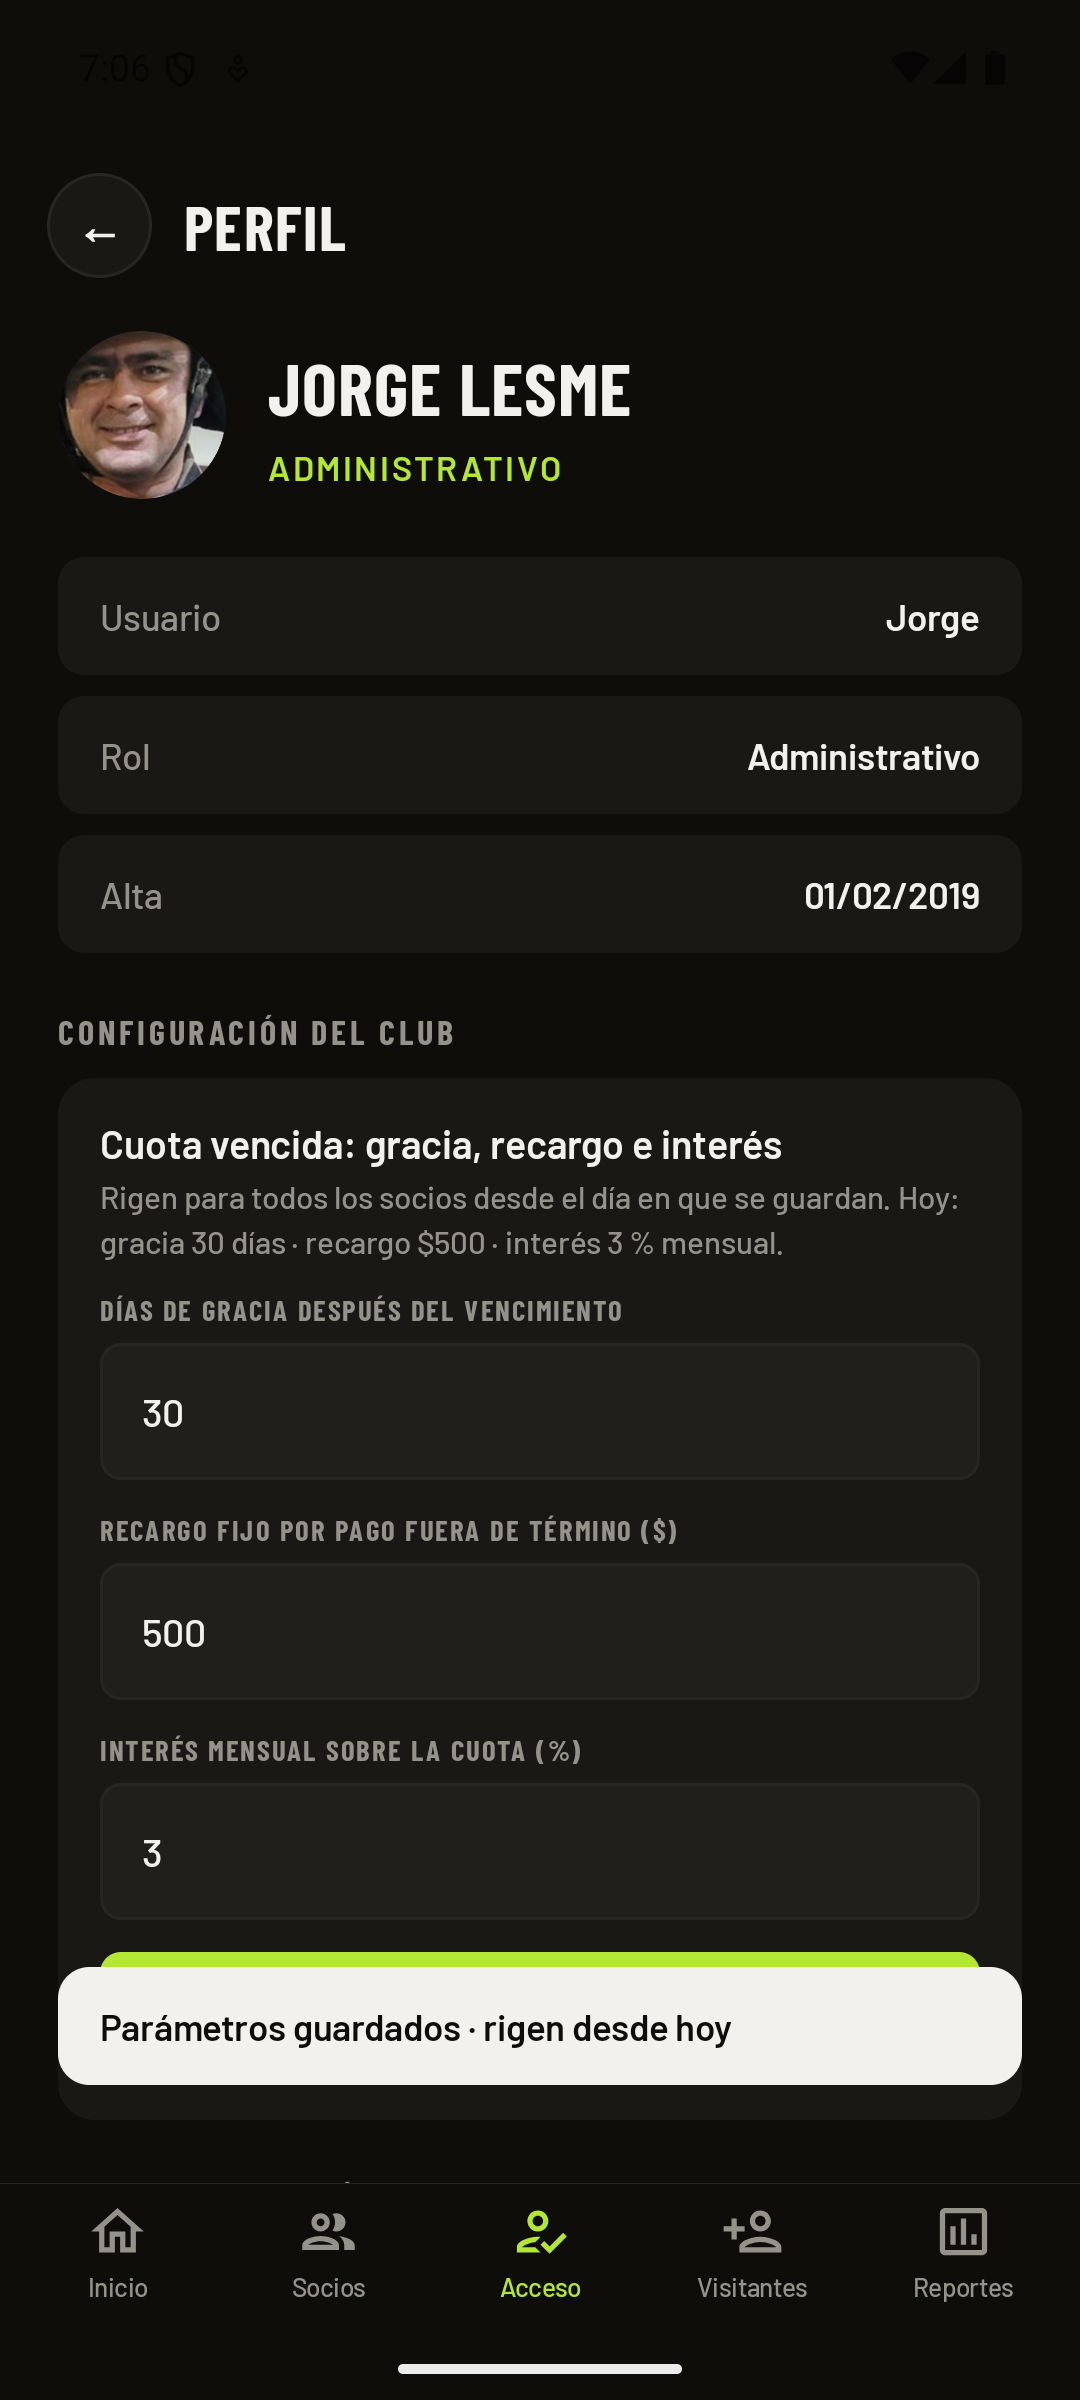 7:06
← PERFIL
JORGE LESME
ADMINISTRATIVO
Usuario Jorge
Rol Administrativo
Alta 01/02/2019
CONFIGURACIÓN DEL CLUB
Cuota vencida: gracia, recargo e interés
Rigen para todos los socios desde el día en que se guardan. Hoy:
gracia 30 días · recargo $500 · interés 3 % mensual.
DÍAS DE GRACIA DESPUÉS DEL VENCIMIENTO
30
RECARGO FIJO POR PAGO FUERA DE TÉRMINO ($)
500
INTERÉS MENSUAL SOBRE LA CUOTA (%)
3
Parámetros guardados · rigen desde hoy
Inicio Socios Acceso Visitantes Reportes